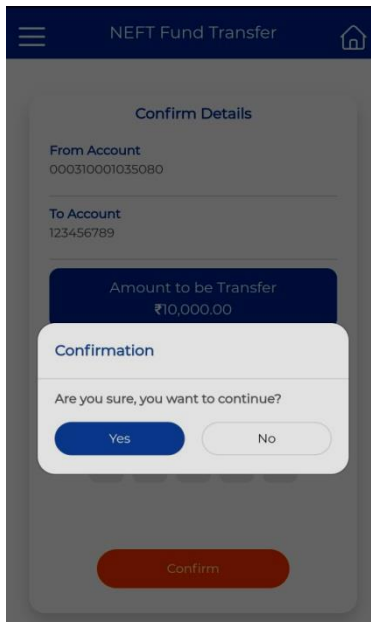 NEFT Fund Transfer
Confirm Details
From Account
000310001035080
To Account
123456789
Amount to be Transfer
₹10,000.00
Confirmation
Are you sure, you want to continue?
Yes
No
Confirm